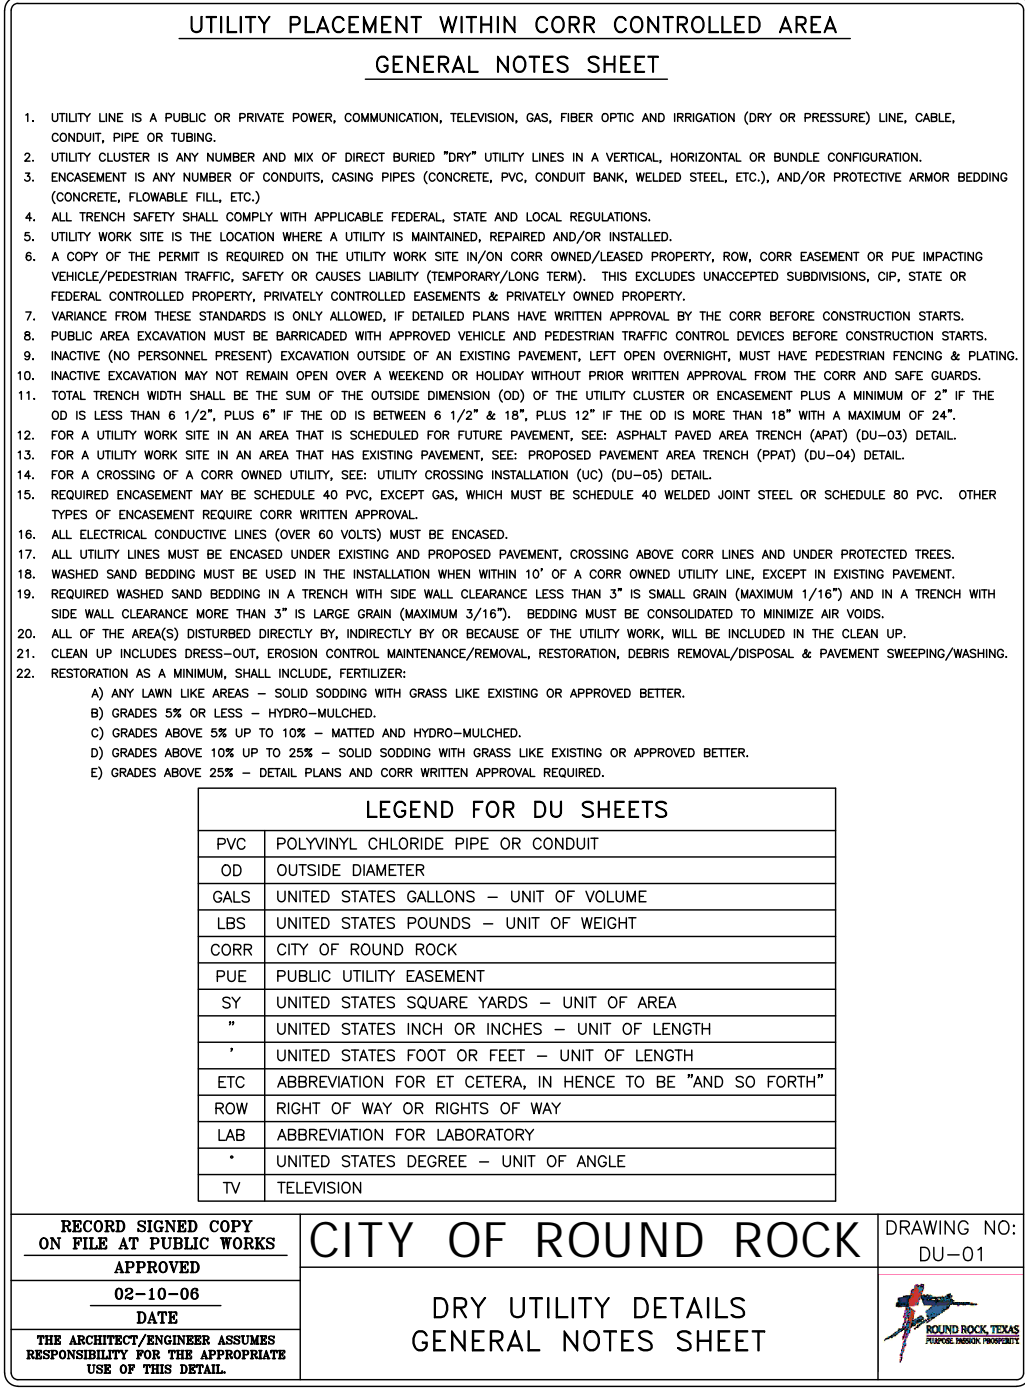 UTILITY PLACEMENT WITHIN CORR CONTROLLED AREA
GENERAL NOTES SHEET
1. UTILITY LINE IS A PUBLIC OR PRIVATE POWER, COMMUNICATION, TELEVISION, GAS, FIBER OPTIC AND IRRIGATION (DRY OR PRESSURE) LINE, CABLE,
CONDUIT, PIPE OR TUBING.
2. UTILITY CLUSTER IS ANY NUMBER AND MIX OF DIRECT BURIED "DRY" UTILITY LINES IN A VERTICAL, HORIZONTAL OR BUNDLE CONFIGURATION.
3. ENCASEMENT IS ANY NUMBER OF CONDUITS, CASING PIPES (CONCRETE, PVC, CONDUIT BANK, WELDED STEEL, ETC.), AND/OR PROTECTIVE ARMOR BEDDING
(CONCRETE, FLOWABLE FILL, ETC.)
4. ALL TRENCH SAFETY SHALL COMPLY WITH APPLICABLE FEDERAL, STATE AND LOCAL REGULATIONS.
5. UTILITY WORK SITE IS THE LOCATION WHERE A UTILITY IS MAINTAINED, REPAIRED AND/OR INSTALLED.
6. A COPY OF THE PERMIT IS REQUIRED ON THE UTILITY WORK SITE IN/ON CORR OWNED/LEASED PROPERTY, ROW, CORR EASEMENT OR PUE IMPACTING
VEHICLE/PEDESTRIAN TRAFFIC, SAFETY OR CAUSES LIABILITY (TEMPORARY/LONG TERM). THIS EXCLUDES UNACCEPTED SUBDIVISIONS, CIP, STATE OR
FEDERAL CONTROLLED PROPERTY, PRIVATELY CONTROLLED EASEMENTS & PRIVATELY OWNED PROPERTY.
7. VARIANCE FROM THESE STANDARDS IS ONLY ALLOWED, IF DETAILED PLANS HAVE WRITTEN APPROVAL BY THE CORR BEFORE CONSTRUCTION STARTS.
8. PUBLIC AREA EXCAVATION MUST BE BARRICADED WITH APPROVED VEHICLE AND PEDESTRIAN TRAFFIC CONTROL DEVICES BEFORE CONSTRUCTION STARTS.
9. INACTIVE (NO PERSONNEL PRESENT) EXCAVATION OUTSIDE OF AN EXISTING PAVEMENT, LEFT OPEN OVERNIGHT, MUST HAVE PEDESTRIAN FENCING & PLATING.
10. INACTIVE EXCAVATION MAY NOT REMAIN OPEN OVER A WEEKEND OR HOLIDAY WITHOUT PRIOR WRITTEN APPROVAL FROM THE CORR AND SAFE GUARDS.
11. TOTAL TRENCH WIDTH SHALL BE THE SUM OF THE OUTSIDE DIMENSION (OD) OF THE UTILITY CLUSTER OR ENCASEMENT PLUS A MINIMUM OF 2" IF THE
OD IS LESS THAN 6 1/2", PLUS 6" IF THE OD IS BETWEEN 6 1/2" & 18", PLUS 12" IF THE OD IS MORE THAN 18" WITH A MAXIMUM OF 24".
12. FOR A UTILITY WORK SITE IN AN AREA THAT IS SCHEDULED FOR FUTURE PAVEMENT, SEE: ASPHALT PAVED AREA TRENCH (APAT) (DU-03) DETAIL.
13. FOR A UTILITY WORK SITE IN AN AREA THAT HAS EXISTING PAVEMENT, SEE: PROPOSED PAVEMENT AREA TRENCH (PPAT) (DU-04) DETAIL.
14. FOR A CROSSING OF A CORR OWNED UTILITY, SEE: UTILITY CROSSING INSTALLATION (UC) (DU-05) DETAIL.
15. REQUIRED ENCASEMENT MAY BE SCHEDULE 40 PVC, EXCEPT GAS, WHICH MUST BE SCHEDULE 40 WELDED JOINT STEEL OR SCHEDULE 80 PVC. OTHER
TYPES OF ENCASEMENT REQUIRE CORR WRITTEN APPROVAL.
16. ALL ELECTRICAL CONDUCTIVE LINES (OVER 60 VOLTS) MUST BE ENCASED.
17. ALL UTILITY LINES MUST BE ENCASED UNDER EXISTING AND PROPOSED PAVEMENT, CROSSING ABOVE CORR LINES AND UNDER PROTECTED TREES.
18. WASHED SAND BEDDING MUST BE USED IN THE INSTALLATION WHEN WITHIN 10' OF A CORR OWNED UTILITY LINE, EXCEPT IN EXISTING PAVEMENT.
19. REQUIRED WASHED SAND BEDDING IN A TRENCH WITH SIDE WALL CLEARANCE LESS THAN 3" IS SMALL GRAIN (MAXIMUM 1/16") AND IN A TRENCH WITH
SIDE WALL CLEARANCE MORE THAN 3" IS LARGE GRAIN (MAXIMUM 3/16"). BEDDING MUST BE CONSOLIDATED TO MINIMIZE AIR VOIDS.
20. ALL OF THE AREA(S) DISTURBED DIRECTLY BY, INDIRECTLY BY OR BECAUSE OF THE UTILITY WORK, WILL BE INCLUDED IN THE CLEAN UP.
21. CLEAN UP INCLUDES DRESS-OUT, EROSION CONTROL MAINTENANCE/REMOVAL, RESTORATION, DEBRIS REMOVAL/DISPOSAL & PAVEMENT SWEEPING/WASHING.
22. RESTORATION AS A MINIMUM, SHALL INCLUDE, FERTILIZER:
A) ANY LAWN LIKE AREAS - SOLID SODDING WITH GRASS LIKE EXISTING OR APPROVED BETTER.
B) GRADES 5% OR LESS - HYDRO-MULCHED.
C) GRADES ABOVE 5% UP TO 10% - MATTED AND HYDRO-MULCHED.
D) GRADES ABOVE 10% UP TO 25% - SOLID SODDING WITH GRASS LIKE EXISTING OR APPROVED BETTER.
E) GRADES ABOVE 25% - DETAIL PLANS AND CORR WRITTEN APPROVAL REQUIRED.
LEGEND FOR DU SHEETS
PVC POLYVINYL CHLORIDE PIPE OR CONDUIT
OD OUTSIDE DIAMETER
GALS UNITED STATES GALLONS - UNIT OF VOLUME
LBS UNITED STATES POUNDS - UNIT OF WEIGHT
CORR CITY OF ROUND ROCK
PUE PUBLIC UTILITY EASEMENT
SY UNITED STATES SQUARE YARDS - UNIT OF AREA
" UNITED STATES INCH OR INCHES - UNIT OF LENGTH
' UNITED STATES FOOT OR FEET - UNIT OF LENGTH
ETC ABBREVIATION FOR ET CETERA, IN HENCE TO BE "AND SO FORTH"
ROW RIGHT OF WAY OR RIGHTS OF WAY
LAB ABBREVIATION FOR LABORATORY
° UNITED STATES DEGREE - UNIT OF ANGLE
TV TELEVISION
RECORD SIGNED COPY
ON FILE AT PUBLIC WORKS
APPROVED
02-10-06
DATE
THE ARCHITECT/ENGINEER ASSUMES
RESPONSIBILITY FOR THE APPROPRIATE
USE OF THIS DETAIL.
CITY OF ROUND ROCK
DRY UTILITY DETAILS
GENERAL NOTES SHEET
DRAWING NO:
DU-01
ROUND ROCK, TEXAS
PURPOSE. PASSION. PROSPERITY.